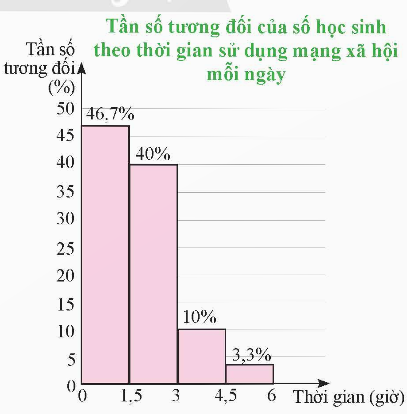 Tần số tương đối của số học sinh
theo thời gian sử dụng mạng xã hội
mỗi ngày
Tần số
tương đối
(%)
50
45
40
35
30
25
20
15
10
5
0
46,7%
40%
10%
3,3%
0 1,5 3 4,5 6 Thời gian (giờ)